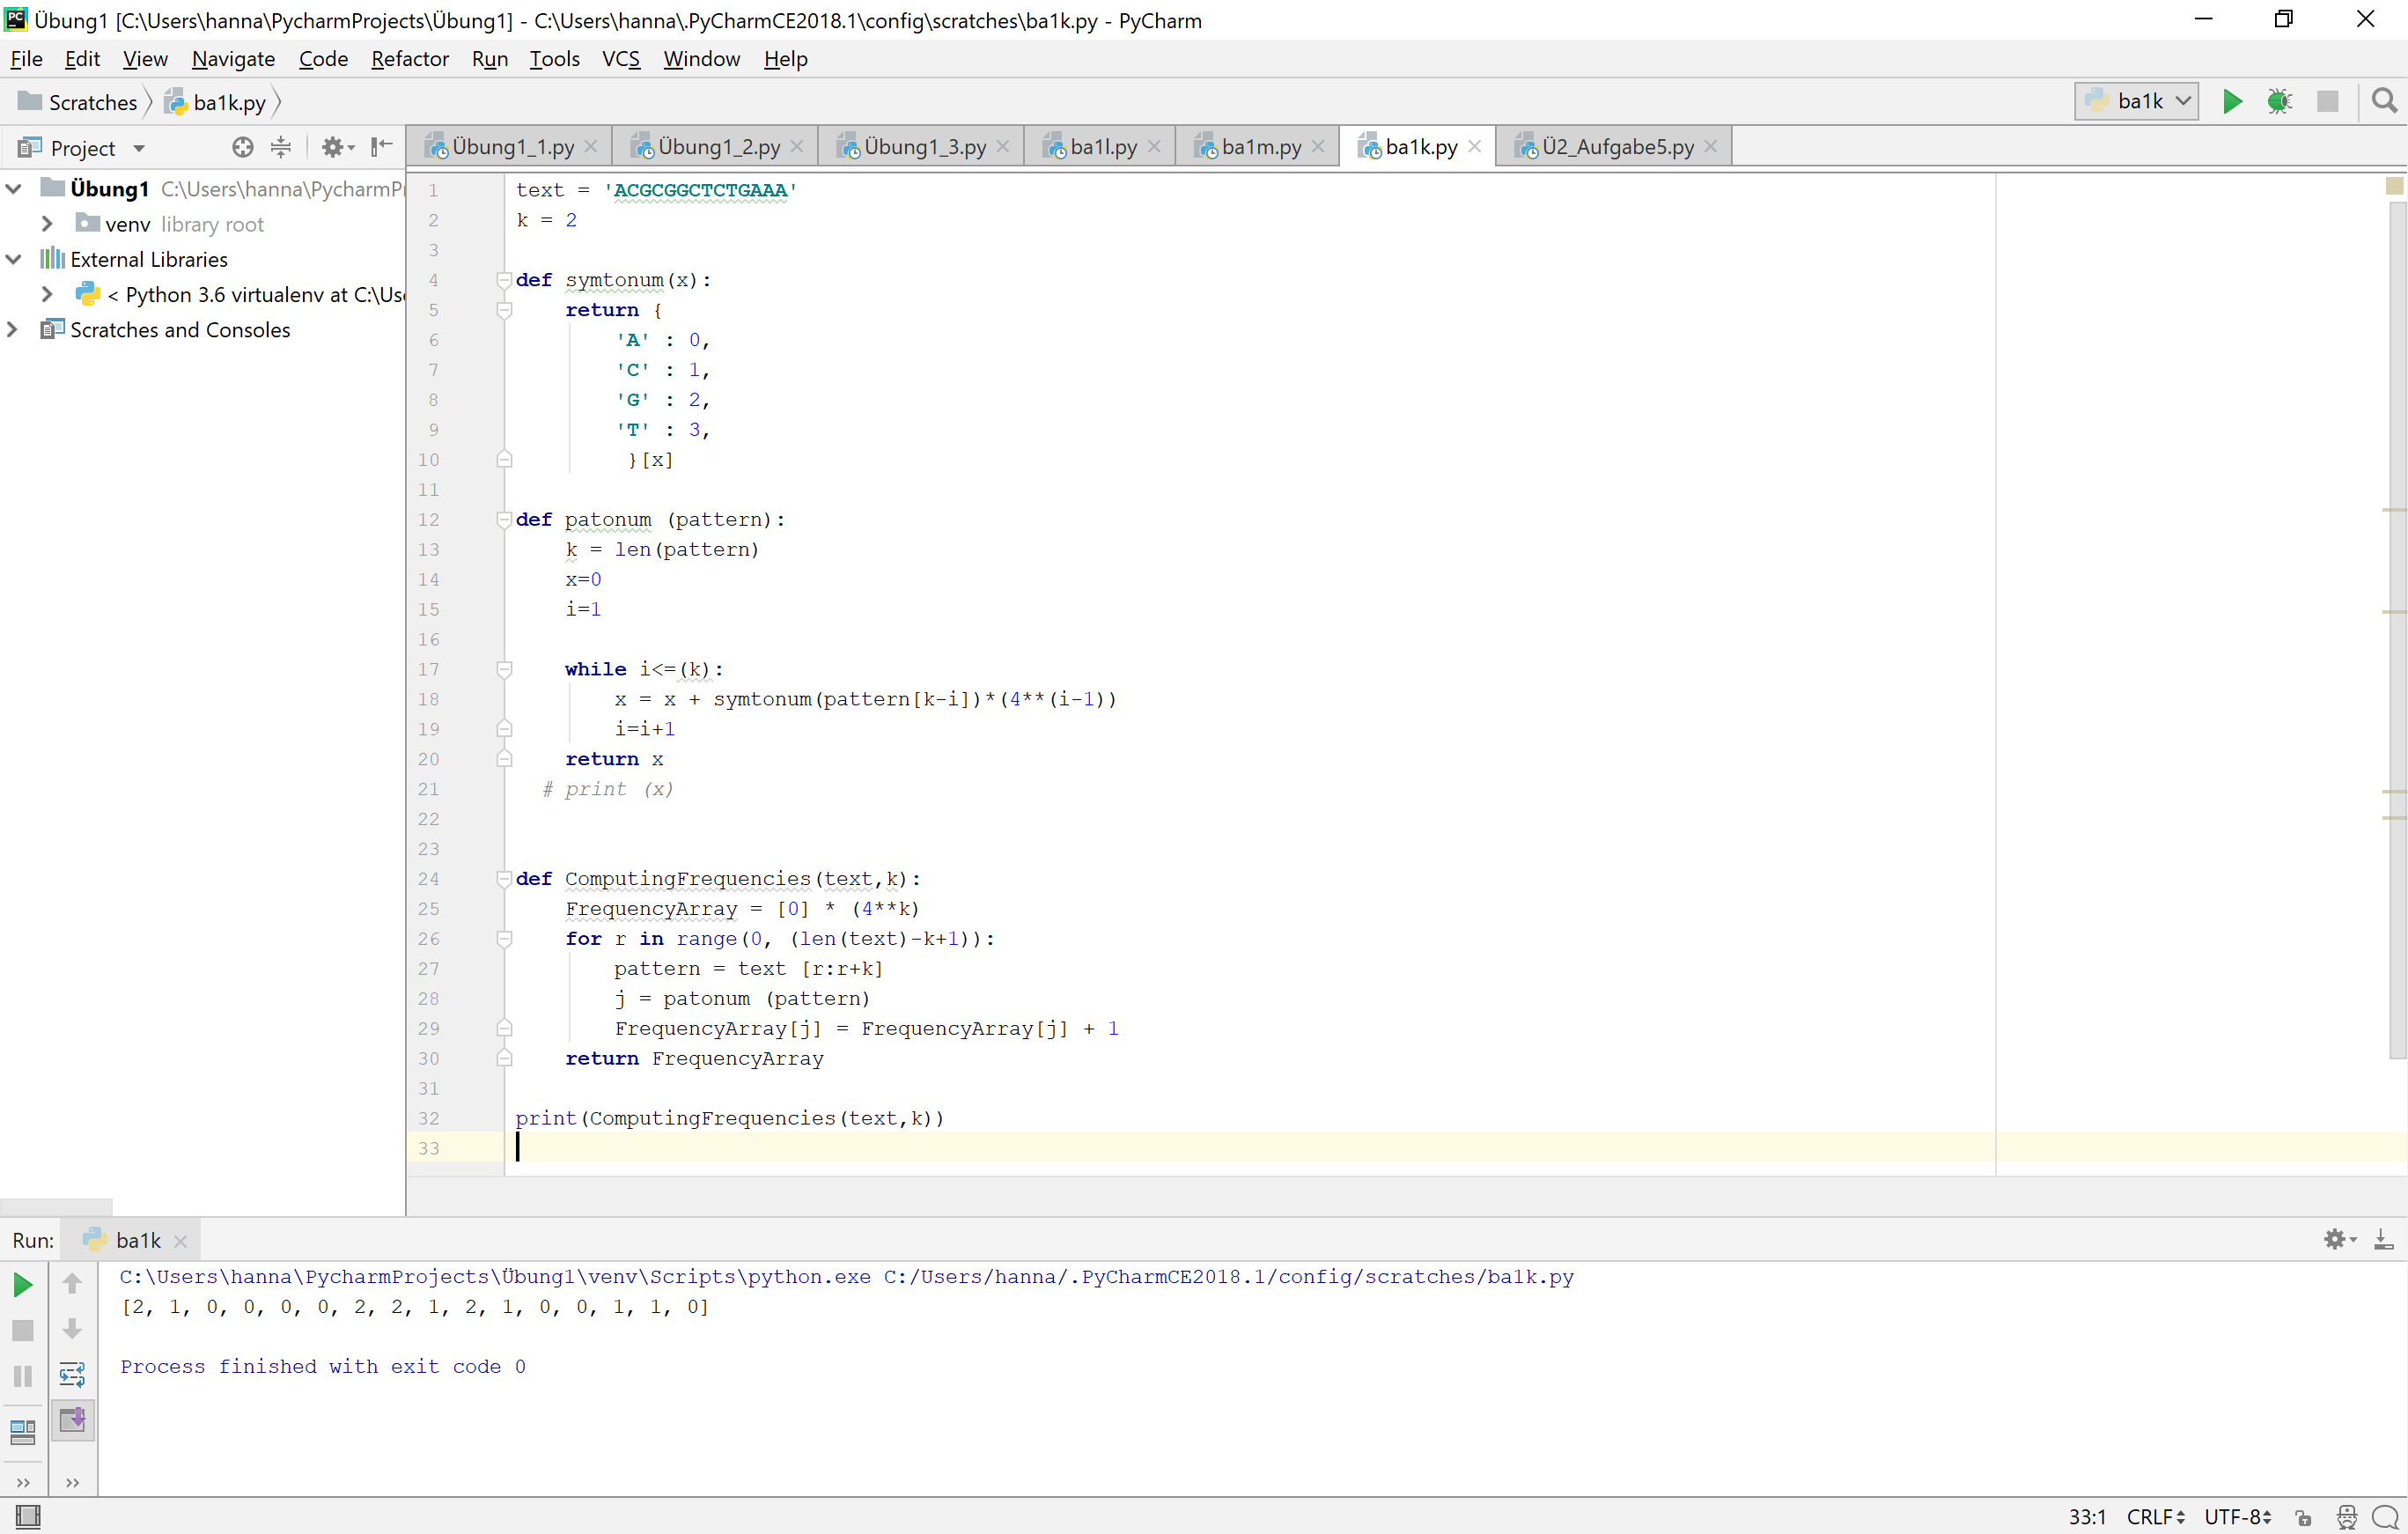 Übung1 [C:\Users\hanna\PycharmProjects\Übung1] - C:\Users\hanna\.PyCharmCE2018.1\config\scratches\ba1k.py - PyCharm
File Edit View Navigate Code Refactor Run Tools VCS Window Help
Scratches ba1k.py ba1k
Project Übung1_1.py Übung1_2.py Übung1_3.py ba1l.py ba1m.py ba1k.py Ü2_Aufgabe5.py
Übung1 C:\Users\hanna\PycharmPr
venv library root
External Libraries
< Python 3.6 virtualenv at C:\Use
Scratches and Consoles
1 text = 'ACGCGGCTCTGAAA'
2 k = 2
3
4 def symtonum(x):
5 return {
6 'A' : 0,
7 'C' : 1,
8 'G' : 2,
9 'T' : 3,
10 }[x]
11
12 def patonum (pattern):
13 k = len(pattern)
14 x=0
15 i=1
16
17 while i<=(k):
18 x = x + symtonum(pattern[k-i])*(4**(i-1))
19 i=i+1
20 return x
21 # print (x)
22
23
24 def ComputingFrequencies(text,k):
25 FrequencyArray = [0] * (4**k)
26 for r in range(0, (len(text)-k+1)):
27 pattern = text [r:r+k]
28 j = patonum (pattern)
29 FrequencyArray[j] = FrequencyArray[j] + 1
30 return FrequencyArray
31
32 print(ComputingFrequencies(text,k))
33
Run: ba1k
C:\Users\hanna\PycharmProjects\Übung1\venv\Scripts\python.exe C:/Users/hanna/.PyCharmCE2018.1/config/scratches/ba1k.py
[2, 1, 0, 0, 0, 0, 2, 2, 1, 2, 1, 0, 0, 1, 1, 0]
Process finished with exit code 0
33:1 CRLF UTF-8